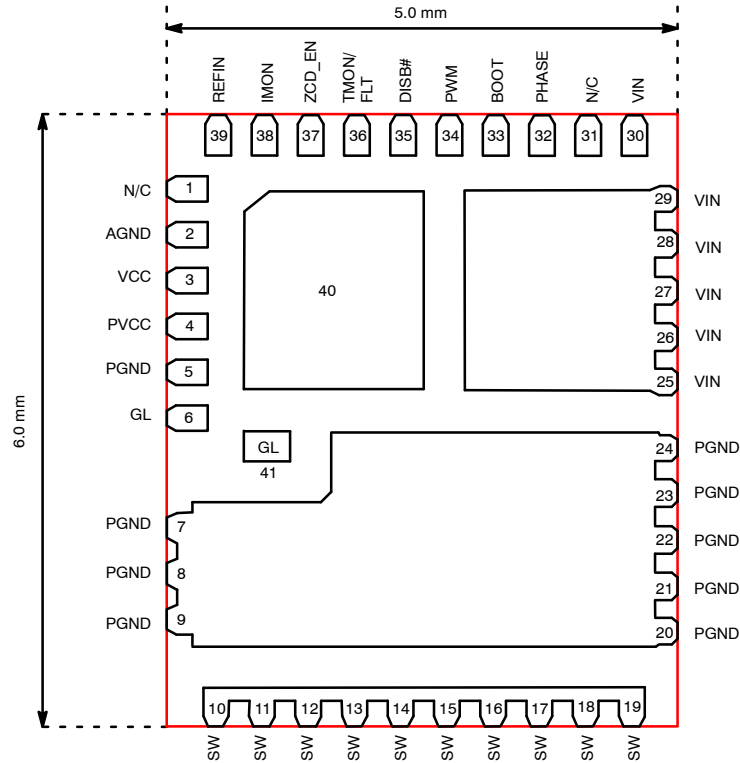 5.0 mm
REFIN
IMON
ZCD_EN
TMON/
FLT
DISB#
PWM
BOOT
PHASE
N/C
VIN
39 38 37 36 35 34 33 32 31 30
N/C 1
AGND 2
VCC 3
PVCC 4
PGND 5
GL 6
PGND 7
PGND 8
PGND 9
6.0 mm
40
GL
41
29 VIN
28 VIN
27 VIN
26 VIN
25 VIN
24 PGND
23 PGND
22 PGND
21 PGND
20 PGND
10 11 12 13 14 15 16 17 18 19
SW SW SW SW SW SW SW SW SW SW